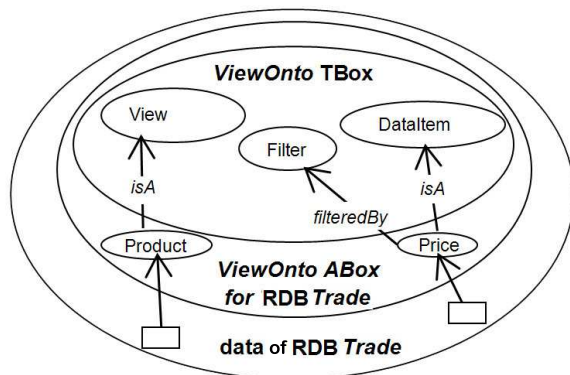 ViewOnto TBox
View
DataItem
Filter
isA
isA
filteredBy
Product
Price
ViewOnto ABox
for RDB Trade
data of RDB Trade